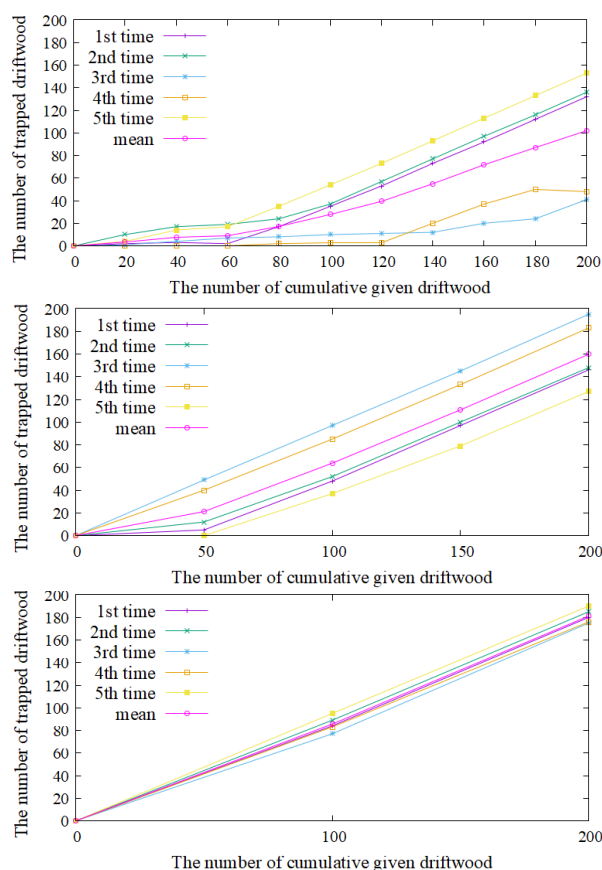 The number of trapped driftwood
200
180
160
140
120
100
80
60
40
20
0
1st time
2nd time
3rd time
4th time
5th time
mean
0 20 40 60 80 100 120 140 160 180 200
The number of cumulative given driftwood
The number of trapped driftwood
200
180
160
140
120
100
80
60
40
20
0
1st time
2nd time
3rd time
4th time
5th time
mean
0 50 100 150 200
The number of cumulative given driftwood
The number of trapped driftwood
200
180
160
140
120
100
80
60
40
20
0
1st time
2nd time
3rd time
4th time
5th time
mean
0 100 200
The number of cumulative given driftwood